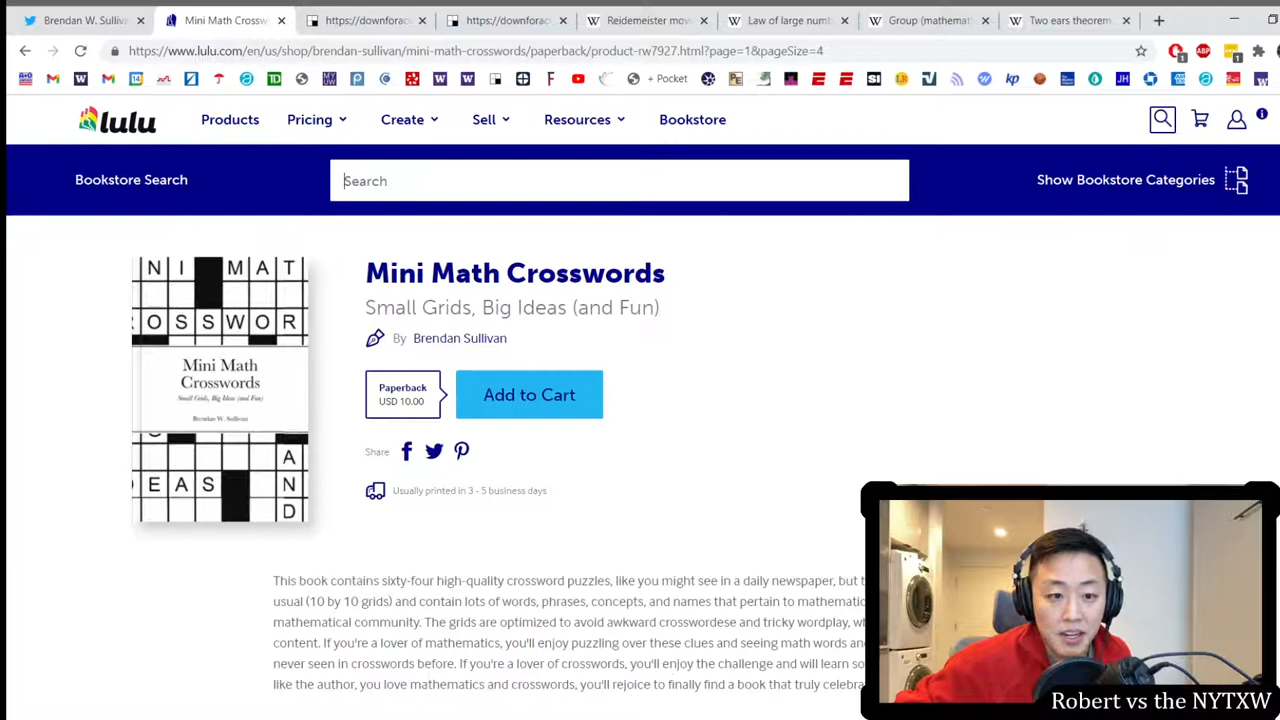 Brendan W. Sulliva
Mini Math Crossw
https://downforacr
https://downforacr
Reidemeister mov
Law of large numb
Group (mathemat
Two ears theorem
https://www.lulu.com/en/us/shop/brendan-sullivan/mini-math-crosswords/paperback/product-rw7927.html?page=1&pageSize=4
+ Pocket
lulu
Products
Pricing
Create
Sell
Resources
Bookstore
Bookstore Search
Search
Show Bookstore Categories
NI MAT
OSSWOR
Mini Math
Crosswords
Small Grids, Big Ideas (and Fun)
Brendan W. Sullivan
A
EAS N
D
Mini Math Crosswords
Small Grids, Big Ideas (and Fun)
By Brendan Sullivan
Paperback
USD 10.00
Add to Cart
Share
Usually printed in 3 - 5 business days
This book contains sixty-four high-quality crossword puzzles, like you might see in a daily newspaper, but t
usual (10 by 10 grids) and contain lots of words, phrases, concepts, and names that pertain to mathematic
mathematical community. The grids are optimized to avoid awkward crosswordese and tricky wordplay, w
content. If you're a lover of mathematics, you'll enjoy puzzling over these clues and seeing math words an
never seen in crosswords before. If you're a lover of crosswords, you'll enjoy the challenge and will learn so
like the author, you love mathematics and crosswords, you'll rejoice to finally find a book that truly celebra
Robert vs the NYTXW